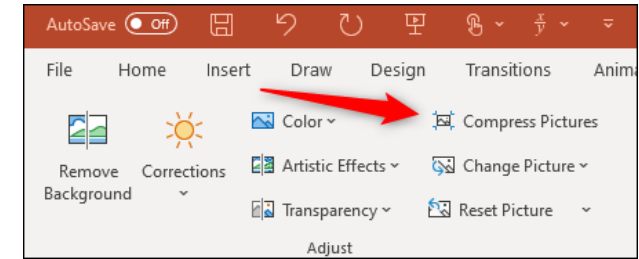 AutoSave Off
File Home Insert Draw Design Transitions Anima
Remove Background
Corrections
Color
Artistic Effects
Transparency
Compress Pictures
Change Picture
Reset Picture
Adjust